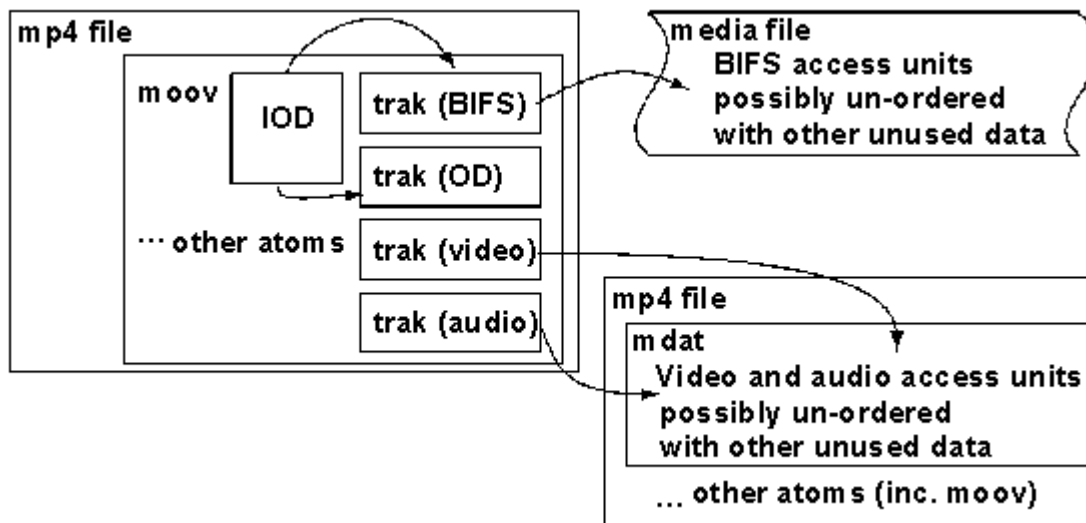 mp4 file
moov
IOD
trak (BIFS)
trak (OD)
... other atoms
trak (video)
trak (audio)
media file
BIFS access units
possibly un-ordered
with other unused data
mp4 file
mdat
Video and audio access units
possibly un-ordered
with other unused data
... other atoms (inc. moov)